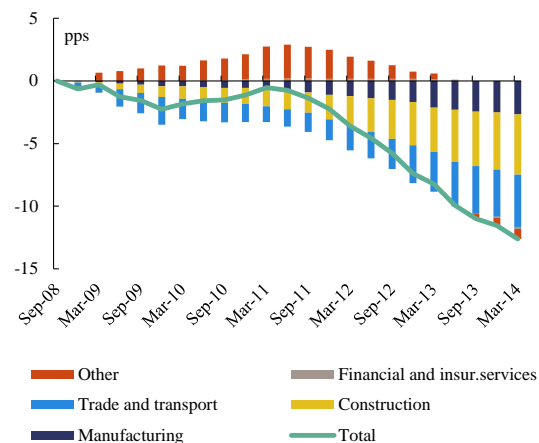 5
pps
0
-5
-10
-15
Sep-08
Mar-09
Sep-09
Mar-10
Sep-10
Mar-11
Sep-11
Mar-12
Sep-12
Mar-13
Sep-13
Mar-14
Other
Financial and insur.services
Trade and transport
Construction
Manufacturing
Total